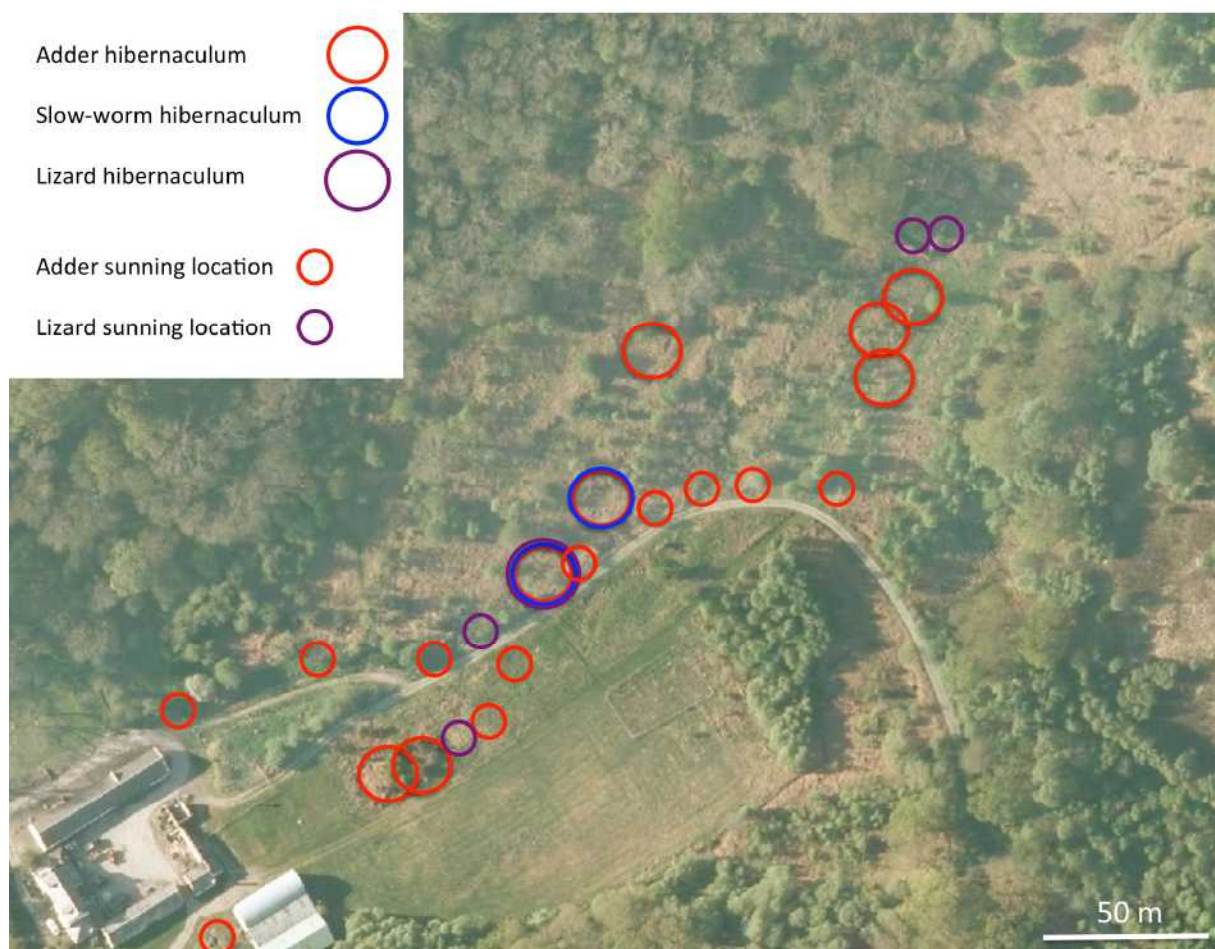 Adder hibernaculum
Slow-worm hibernaculum
Lizard hibernaculum
Adder sunning location
Lizard sunning location
50 m